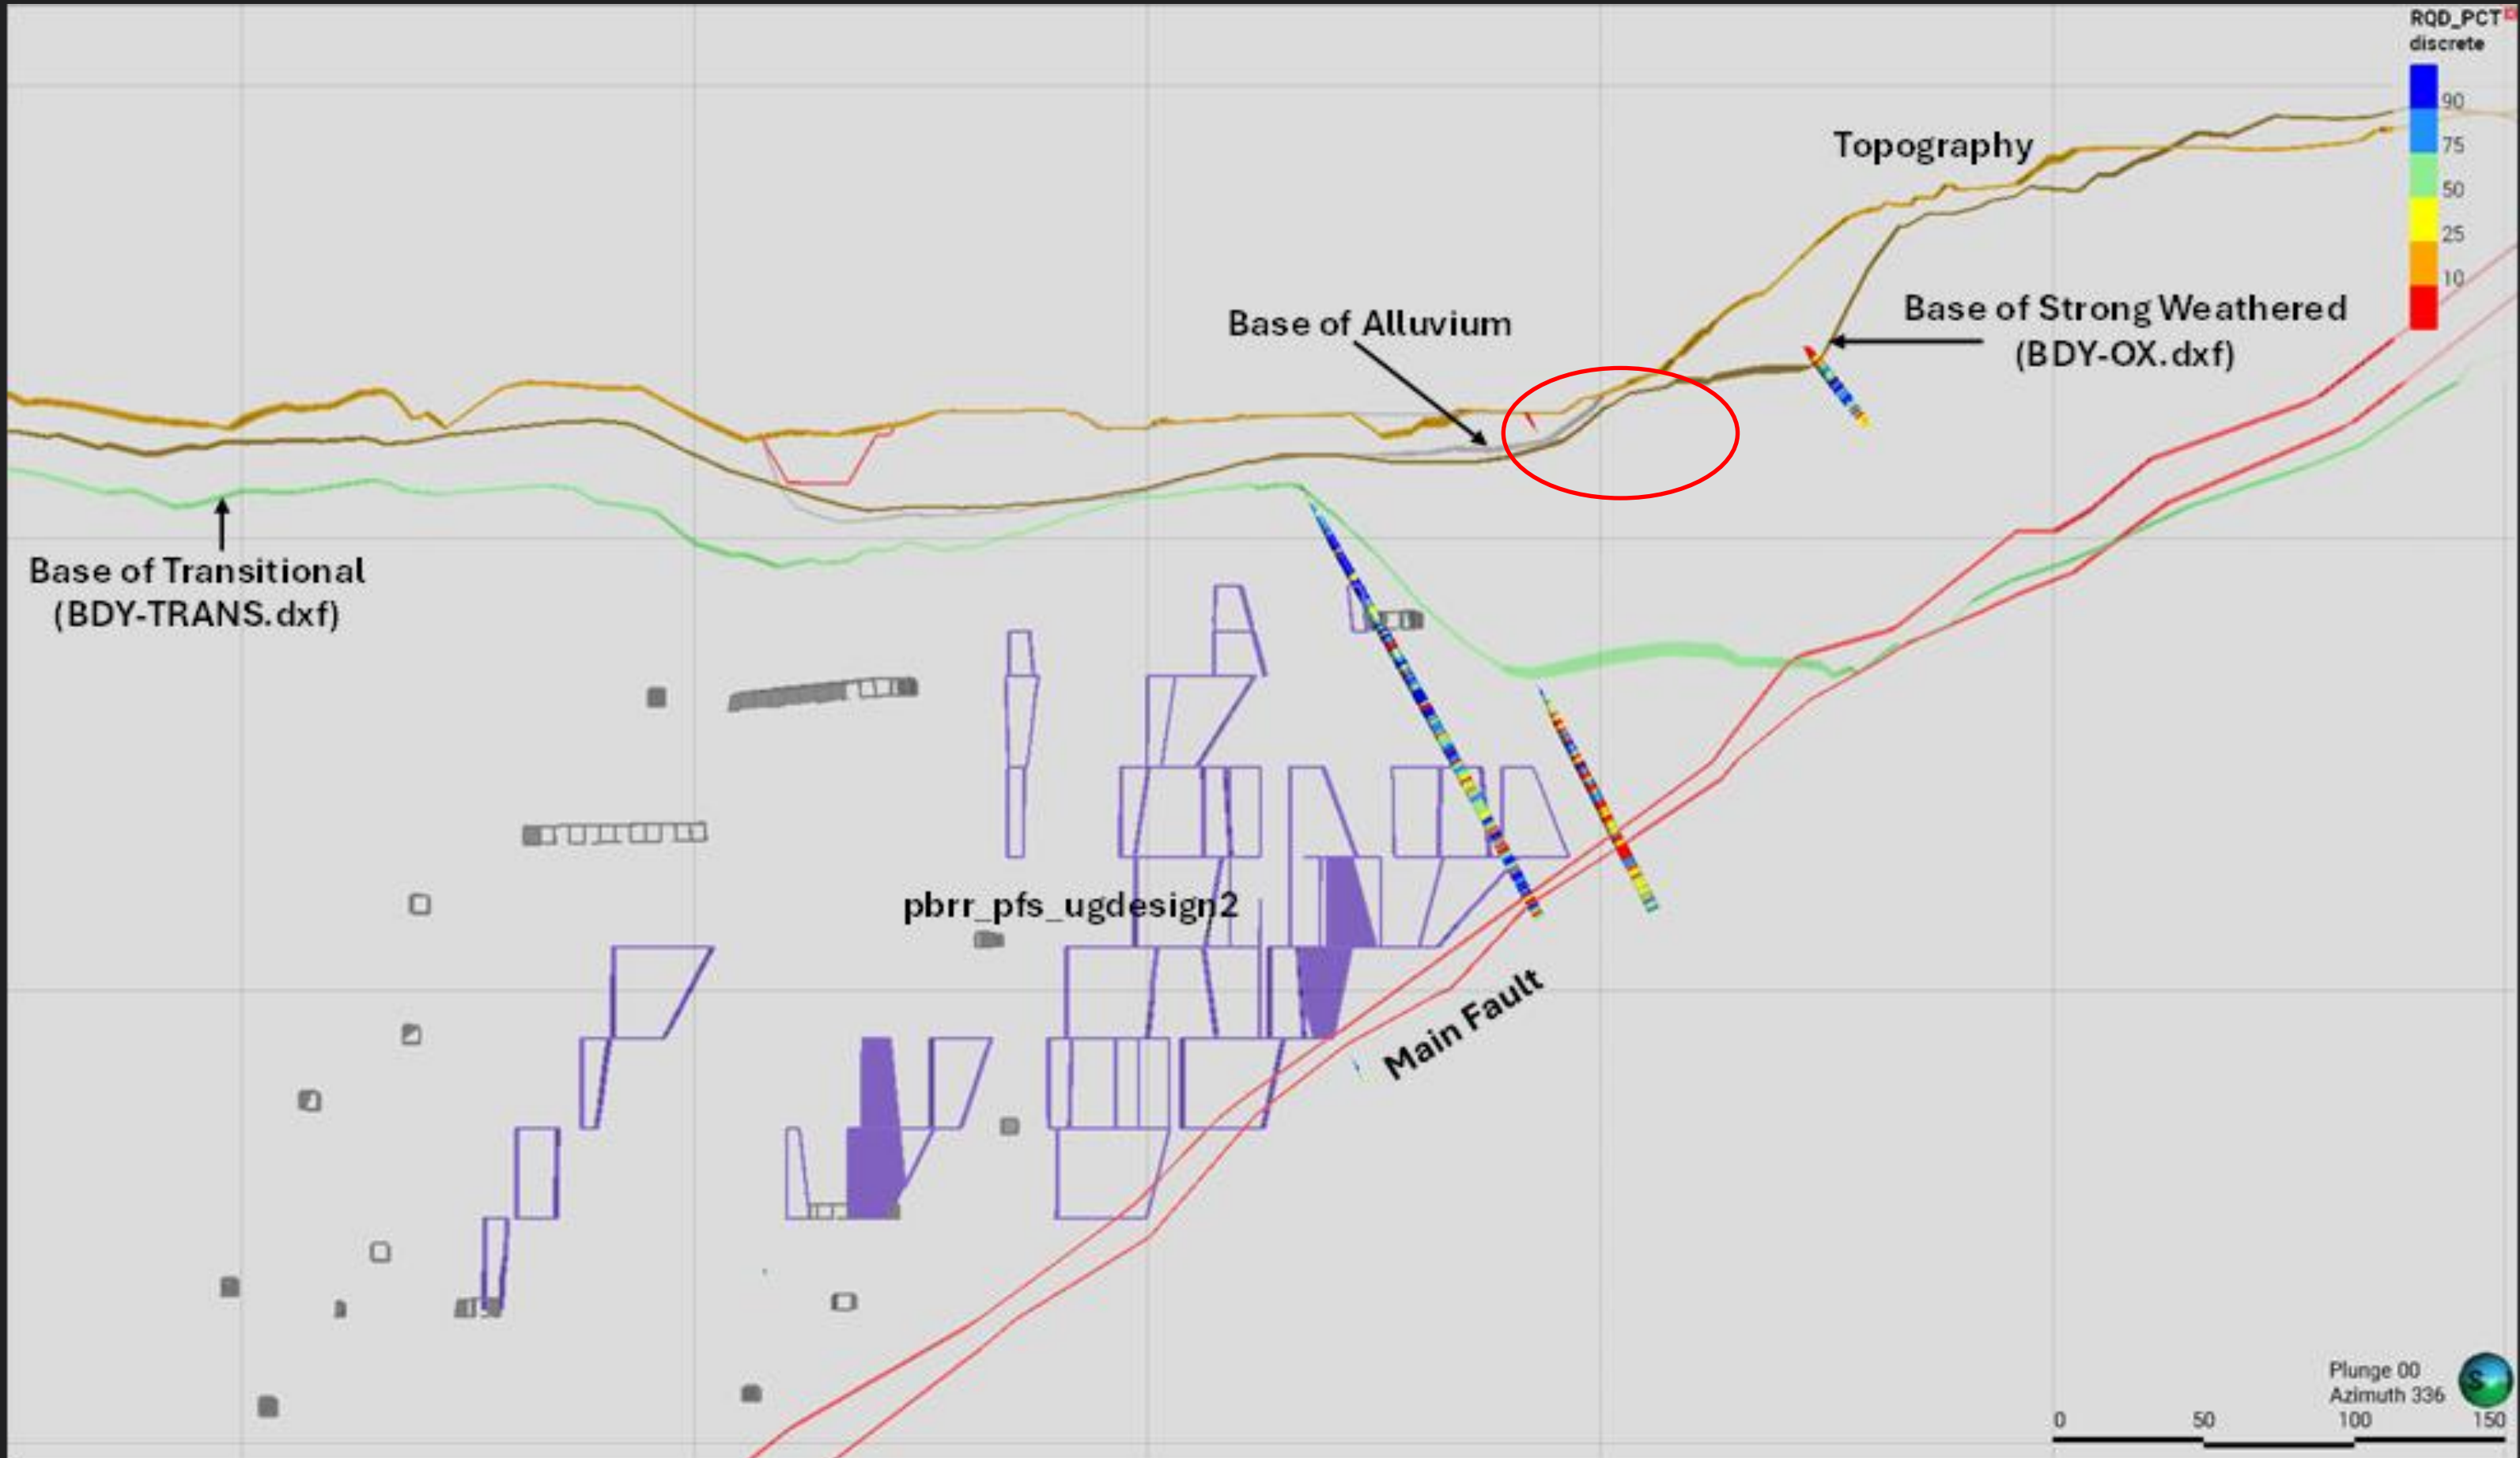 RQD_PCT
discrete
90
75
50
25
10
Topography
Base of Alluvium
Base of Strong Weathered
(BDY-OX.dxf)
Base of Transitional
(BDY-TRANS.dxf)
pbrr_pfs_ugdesign2
Main Fault
Plunge 00
Azimuth 336
S
0 50 100 150